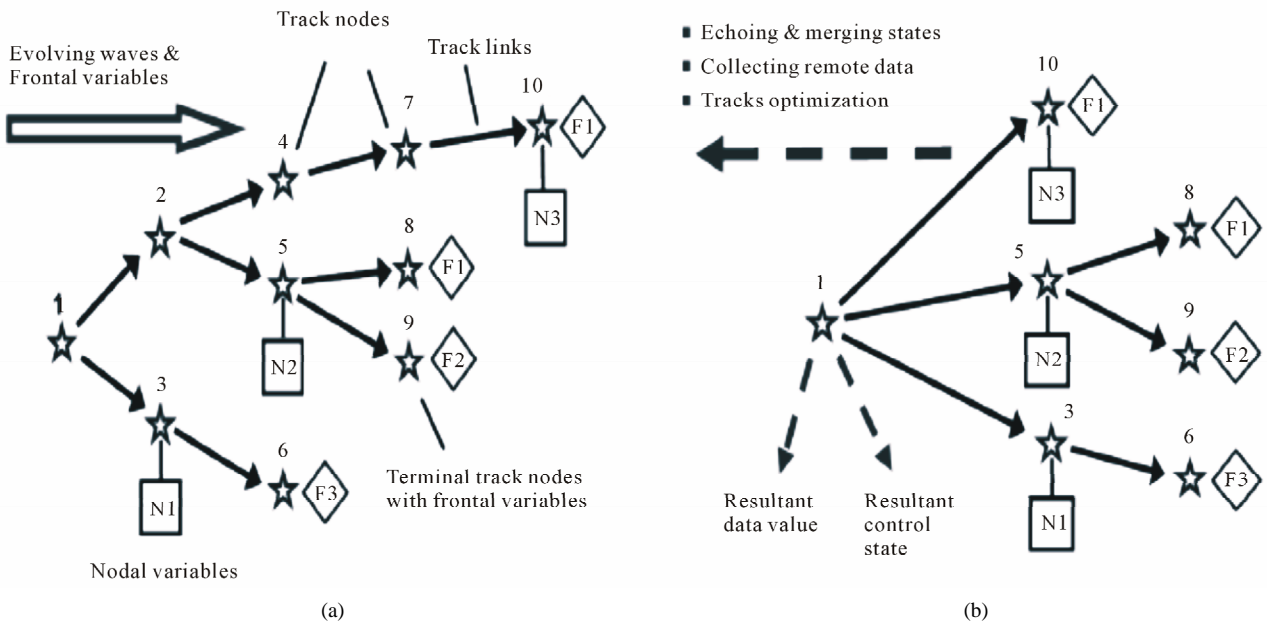 Track nodes
Evolving waves &
Frontal variables
Track links
10
7
F1
4
N3
2
8
5
F1
1
9
F2
N2
3
6
F3
N1
Terminal track nodes
with frontal variables
Nodal variables
(a)
Echoing & merging states
Collecting remote data
Tracks optimization
10
F1
N3
8
F1
5
1
9
F2
N2
3
6
F3
N1
Resultant
data value
Resultant
control
state
(b)